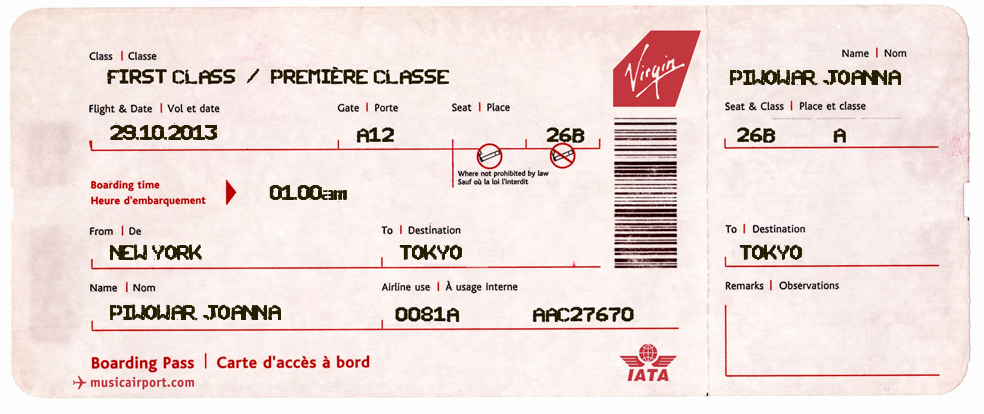 Class | Classe
FIRST CLASS / PREMIÈRE CLASSE
Flight & Date | Vol et date
29.10.2013
Gate | Porte
A12
Seat | Place
26B
Where not prohibited by law
Sauf où la loi l'interdit
Boarding time
Heure d'embarquement
01.00am
From | De
NEW YORK
To | Destination
TOKYO
Name | Nom
PIWOWAR JOANNA
Airline use | À usage interne
0081A AAC27670
Boarding Pass | Carte d'accès à bord
musicairport.com
Virgin
IATA
Name | Nom
PIWOWAR JOANNA
Seat & Class | Place et classe
26B A
To | Destination
TOKYO
Remarks | Observations